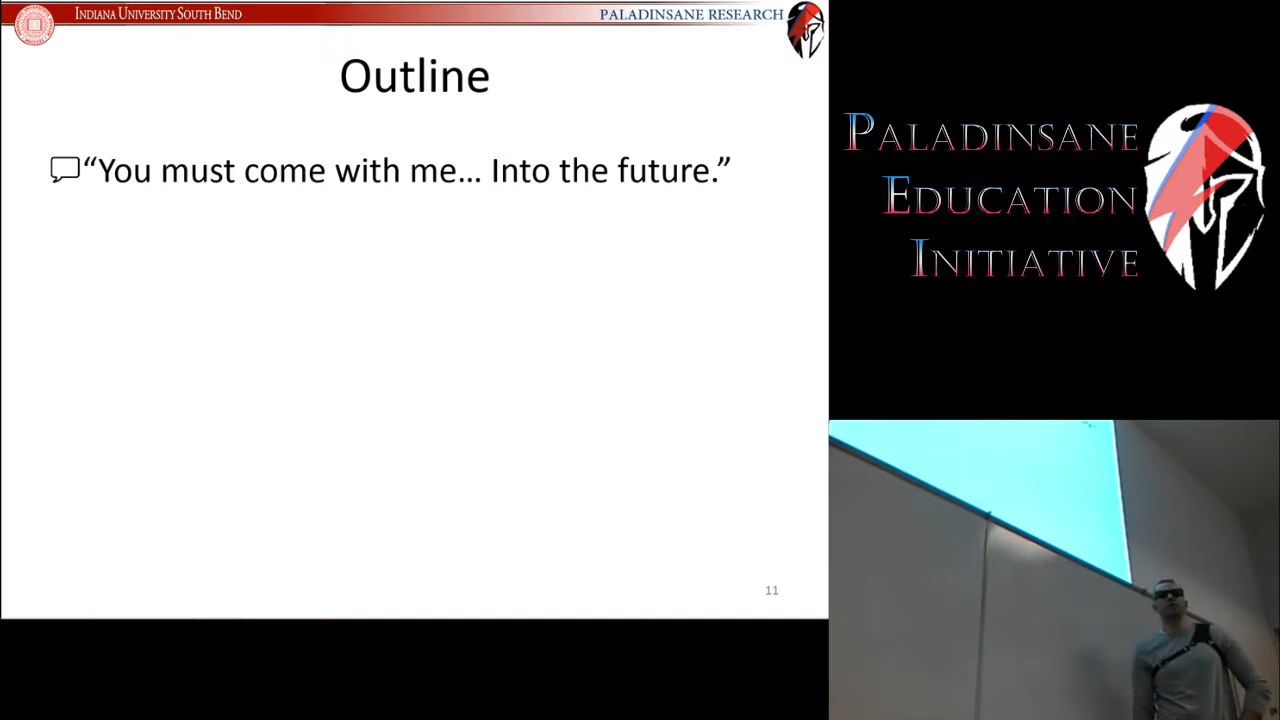 INDIANA UNIVERSITY SOUTH BEND
PALADINSANE RESEARCH
Outline
“You must come with me... Into the future.”
11
PALADINSANE
EDUCATION
INITIATIVE